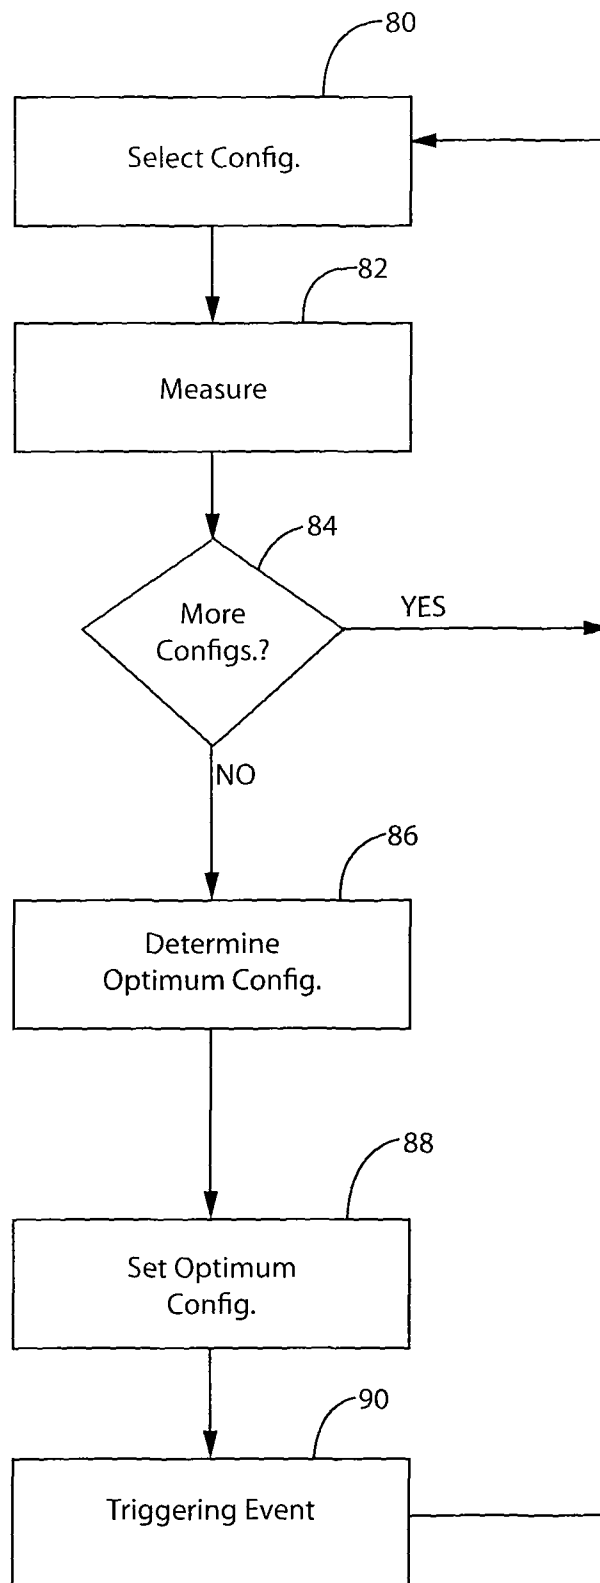 80
Select Config.
82
Measure
84
More
Configs.?
YES
NO
86
Determine
Optimum Config.
88
Set Optimum
Config.
90
Triggering Event